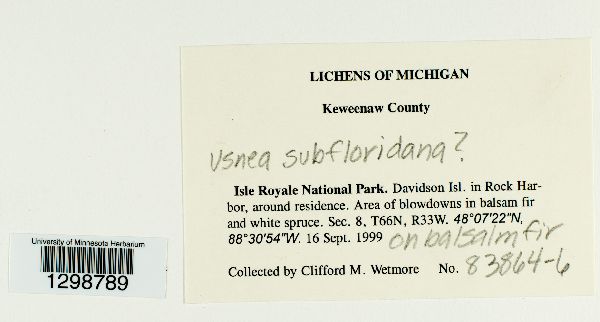 LICHENS OF MICHIGAN
Keweenaw County
Usnea subfloridana?
Isle Royale National Park. Davidson Isl. in Rock Har-
bor, around residence. Area of blowdowns in balsam fir
and white spruce. Sec. 8, T66N, R33W. 48°07'22"N,
88°30'54"W. 16 Sept. 1999 on balsalm fir
Collected by Clifford M. Wetmore No. 83864-b
University of Minnesota Herbarium
1298789